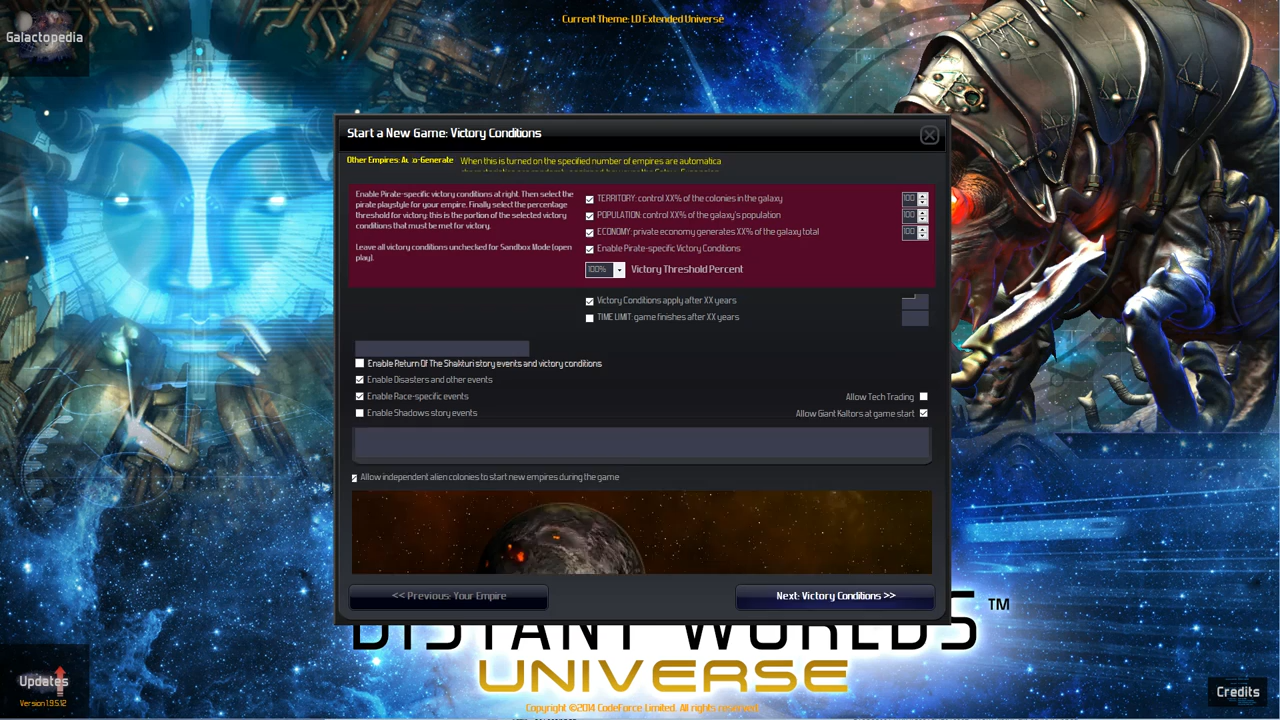 Galactopedia
Current Theme: LD Extended Universe
Start a New Game: Victory Conditions
Other Empires: Auto-Generate
When this is turned on the specified number of empires are automatica
Enable Pirate-specific victory conditions at right. Then select the
pirate playstyle for your empire. Finally select the percentage
threshold for victory: this is the portion of the selected victory
conditions that must be met for victory.
Leave all victory conditions unchecked for Sandbox Mode (open
play).
TERRITORY: control XX% of the colonies in the galaxy
100
POPULATION: control XX% of the galaxy's population
100
ECONOMY: private economy generates XX% of the galaxy total
100
Enable Pirate-specific Victory Conditions
100%
Victory Threshold Percent
Victory Conditions apply after XX years
TIME LIMIT: game finishes after XX years
Enable Return Of The Shakturi story events and victory conditions
Enable Disasters and other events
Enable Race-specific events
Allow Tech Trading
Enable Shadows story events
Allow Giant Kaltors at game start
Allow independent alien colonies to start new empires during the game
<< Previous: Your Empire
Next: Victory Conditions >>
DISTANT WORLDS™
UNIVERSE
Updates
Version 1.9.5.12
Credits
Copyright ©2014 CodeForce Limited. All rights reserved.